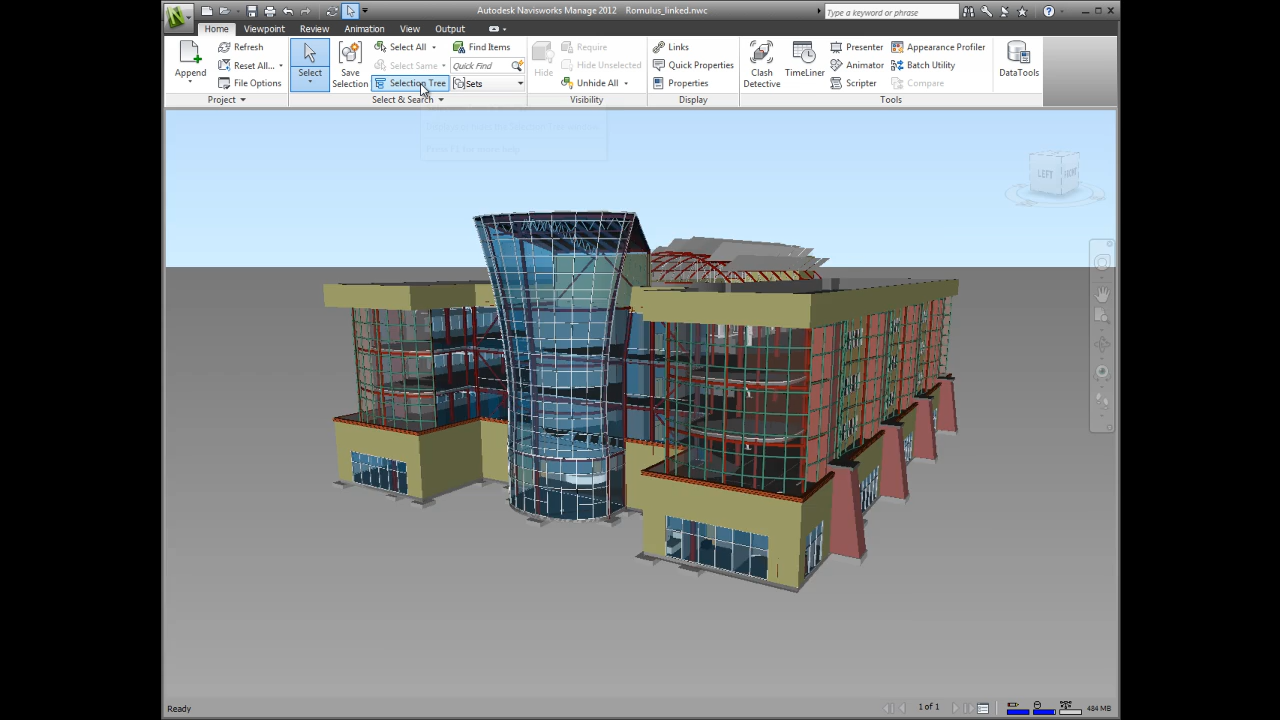 Autodesk Navisworks Manage 2012 Romulus_linked.nwc
Type a keyword or phrase
Home Viewpoint Review Animation View Output
Append
Refresh
Reset All...
File Options
Project
Select
Save Selection
Select All
Select Same
Selection Tree
Find Items
Quick Find
Sets
Select & Search
Hide
Require
Hide Unselected
Unhide All
Visibility
Links
Quick Properties
Properties
Display
Clash Detective
TimeLiner
Presenter
Animator
Scripter
Appearance Profiler
Batch Utility
Compare
Tools
DataTools
LEFT FRONT
Ready
1 of 1
484 MB